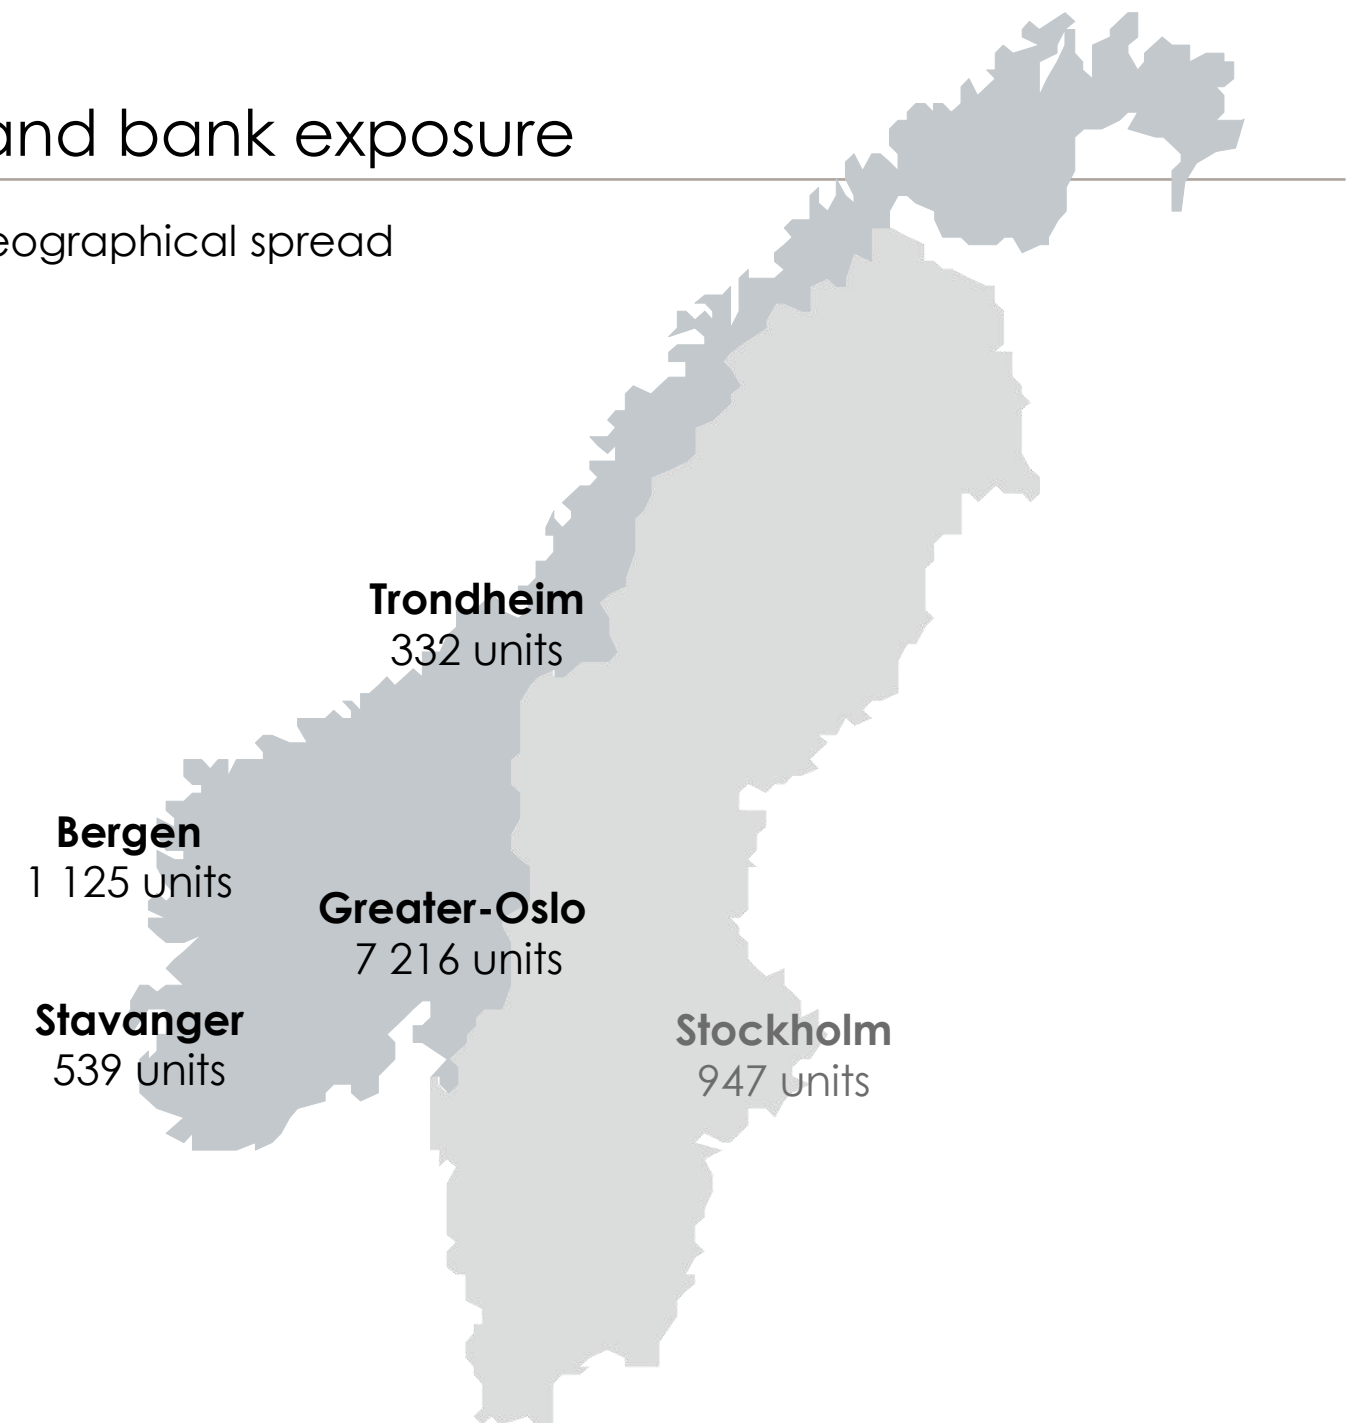 and bank exposure
eographical spread
Trondheim
332 units
Bergen
1 125 units
Greater-Oslo
7 216 units
Stavanger
539 units
Stockholm
947 units